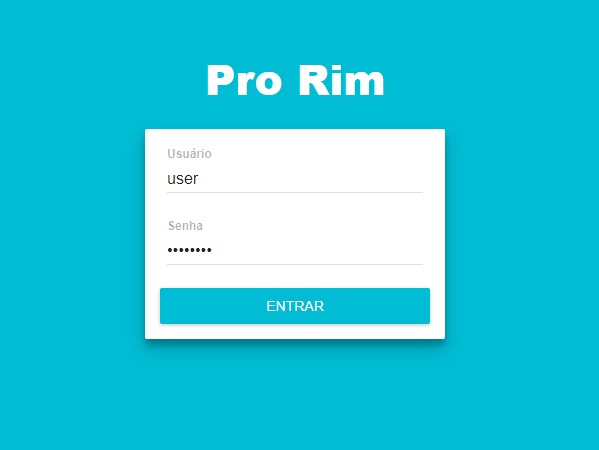 Pro Rim
Usuário
user
Senha
••••••••
ENTRAR